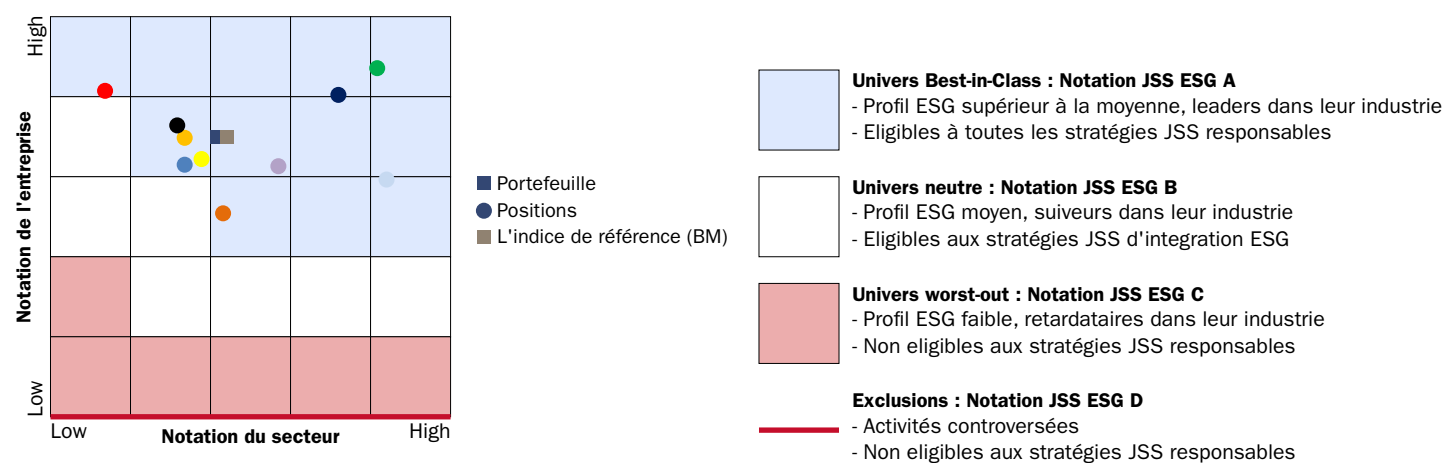 High
Notation de l'entreprise
Low
Low
Notation du secteur
High
Portefeuille
Positions
L'indice de référence (BM)
Univers Best-in-Class : Notation JSS ESG A
- Profil ESG supérieur à la moyenne, leaders dans leur industrie
- Eligibles à toutes les stratégies JSS responsables
Univers neutre : Notation JSS ESG B
- Profil ESG moyen, suiveurs dans leur industrie
- Eligibles aux stratégies JSS d'integration ESG
Univers worst-out : Notation JSS ESG C
- Profil ESG faible, retardataires dans leur industrie
- Non eligibles aux stratégies JSS responsables
Exclusions : Notation JSS ESG D
- Activités controversées
- Non eligibles aux stratégies JSS responsables